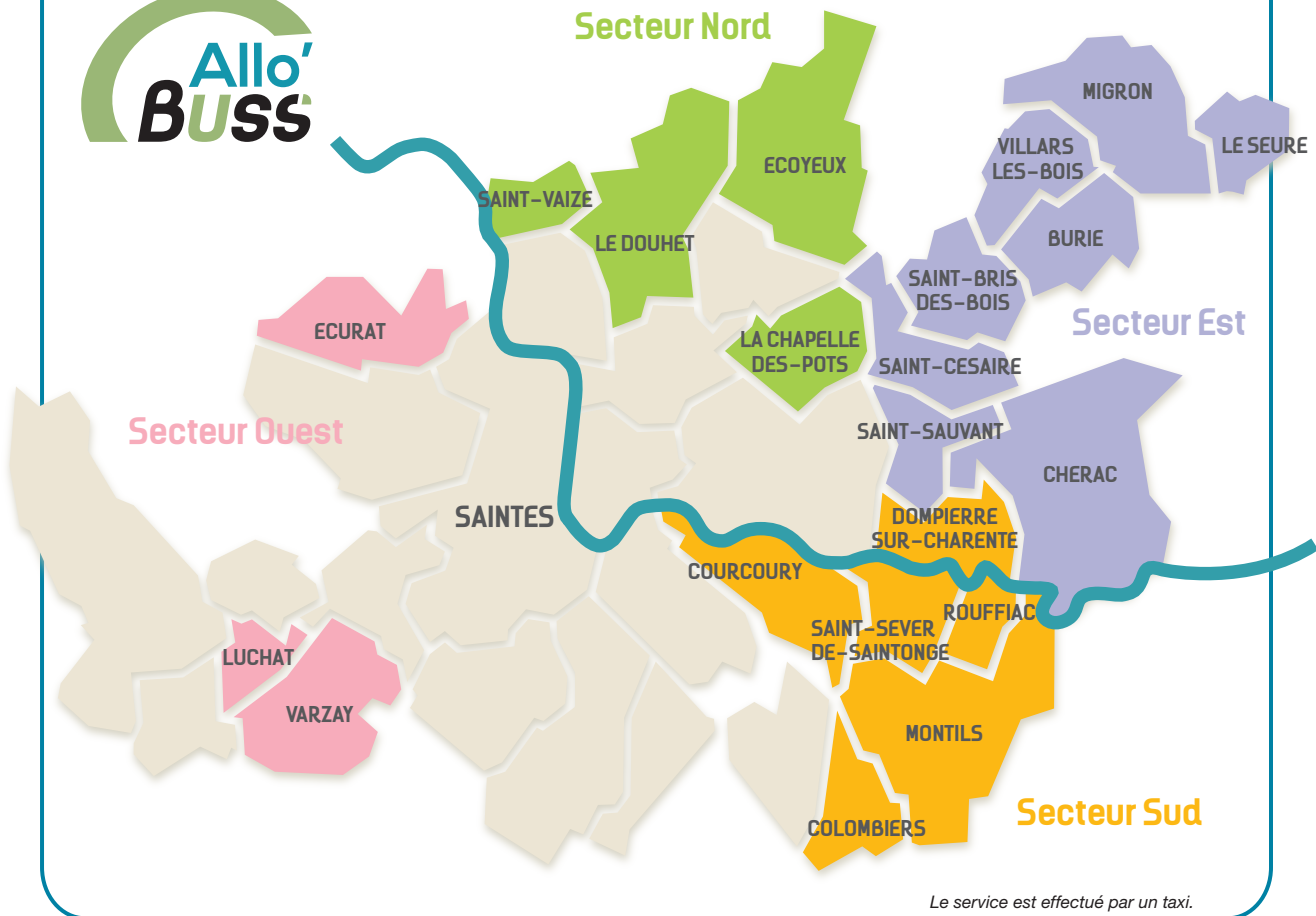 Allo'
BUSS
Secteur Nord
MIGRON
LE SEURE
VILLARS
LES-BOIS
ECOYEUX
SAINT-VAIZE
LE DOUHET
BURIE
SAINT-BRIS
DES-BOIS
Secteur Est
ECURAT
LA CHAPELLE
DES-POTS
SAINT-CESAIRE
Secteur Ouest
SAINT-SAUVANT
CHERAC
SAINTES
DOMPIERRE
SUR-CHARENTE
COURCOURY
ROUFFIAC
SAINT-SEVER
DE-SAINTONGE
LUCHAT
VARZAY
MONTILS
Secteur Sud
COLOMBIERS
Le service est effectué par un taxi.